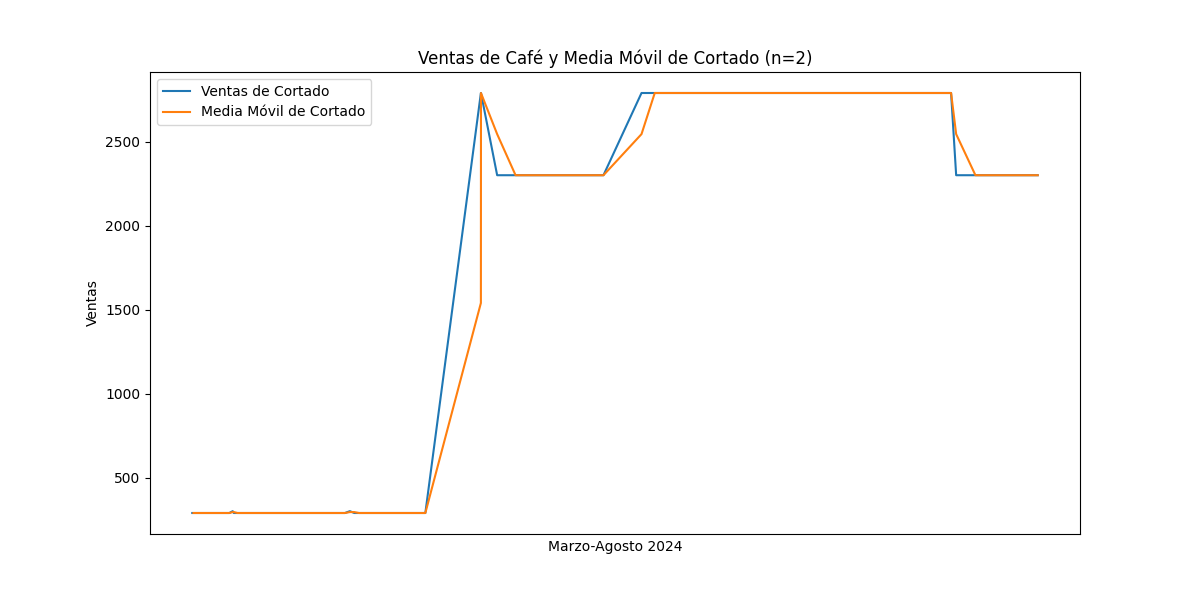 Ventas de Café y Media Móvil de Cortado (n=2)
Ventas de Cortado
Media Móvil de Cortado
Ventas
2500
2000
1500
1000
500
Marzo-Agosto 2024